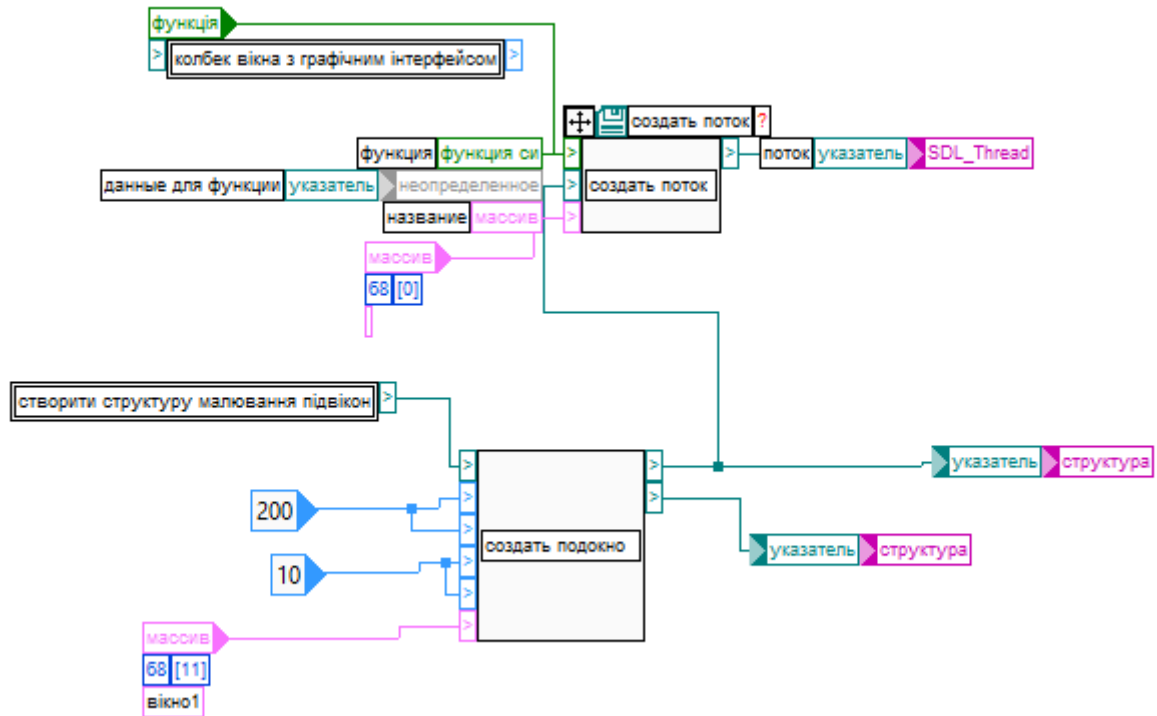 функція
> колбек вікна з графічним інтерфейсом >
создать поток ?
функция функция си > > поток указатель SDL_Thread
данные для функции указатель неопределенное > создать поток
название массив >
массив
б8 [0]
створити структуру малювання підвікон >
> > указатель структура
200 > >
> создать подокно указатель структура
10 >
>
массив >
б8 [11]
вікно1